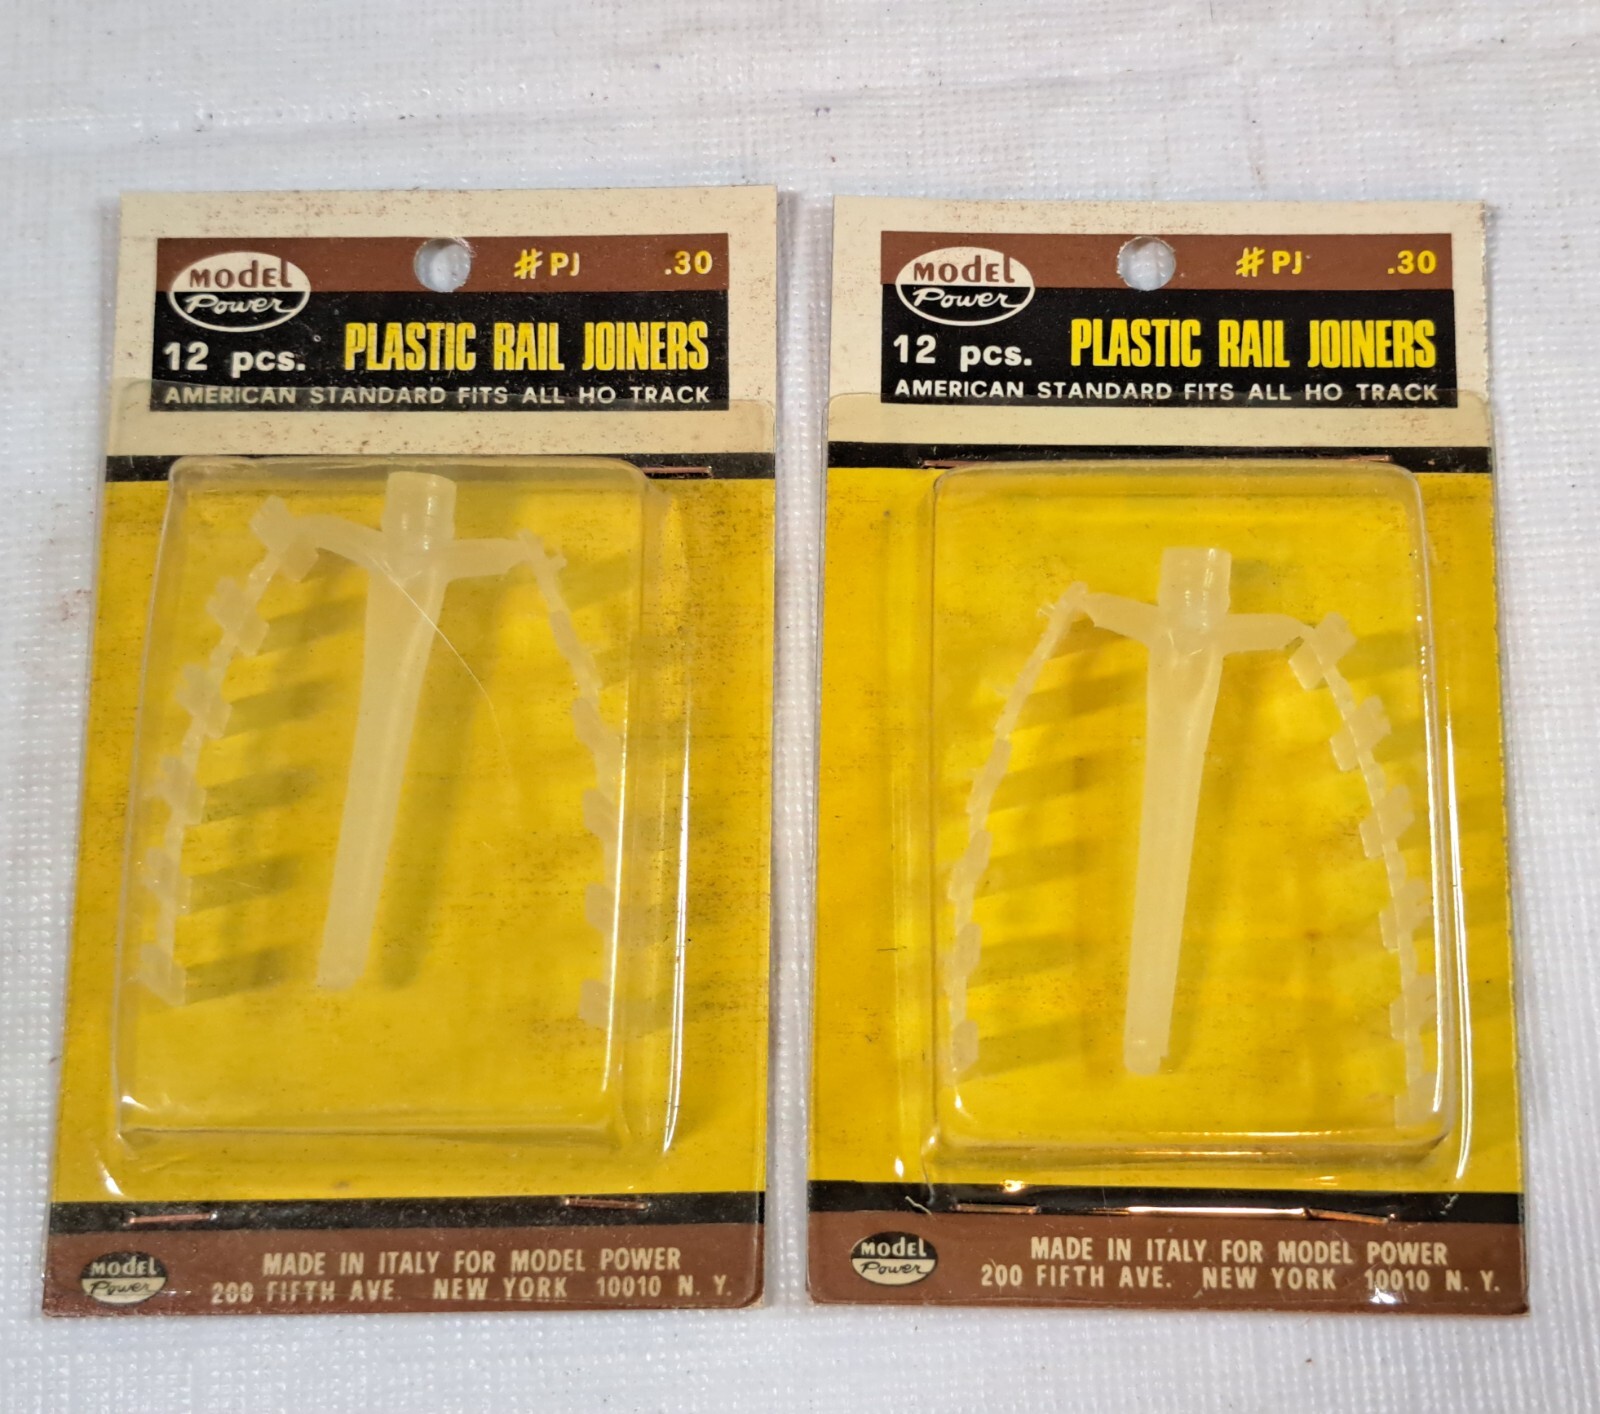 Model Power
#PJ .30
12 pcs. PLASTIC RAIL JOINERS
AMERICAN STANDARD FITS ALL HO TRACK
Model Power
MADE IN ITALY FOR MODEL POWER
200 FIFTH AVE. NEW YORK 10010 N. Y.
Model Power
#PJ .30
12 pcs. PLASTIC RAIL JOINERS
AMERICAN STANDARD FITS ALL HO TRACK
Model Power
MADE IN ITALY FOR MODEL POWER
200 FIFTH AVE. NEW YORK 10010 N. Y.